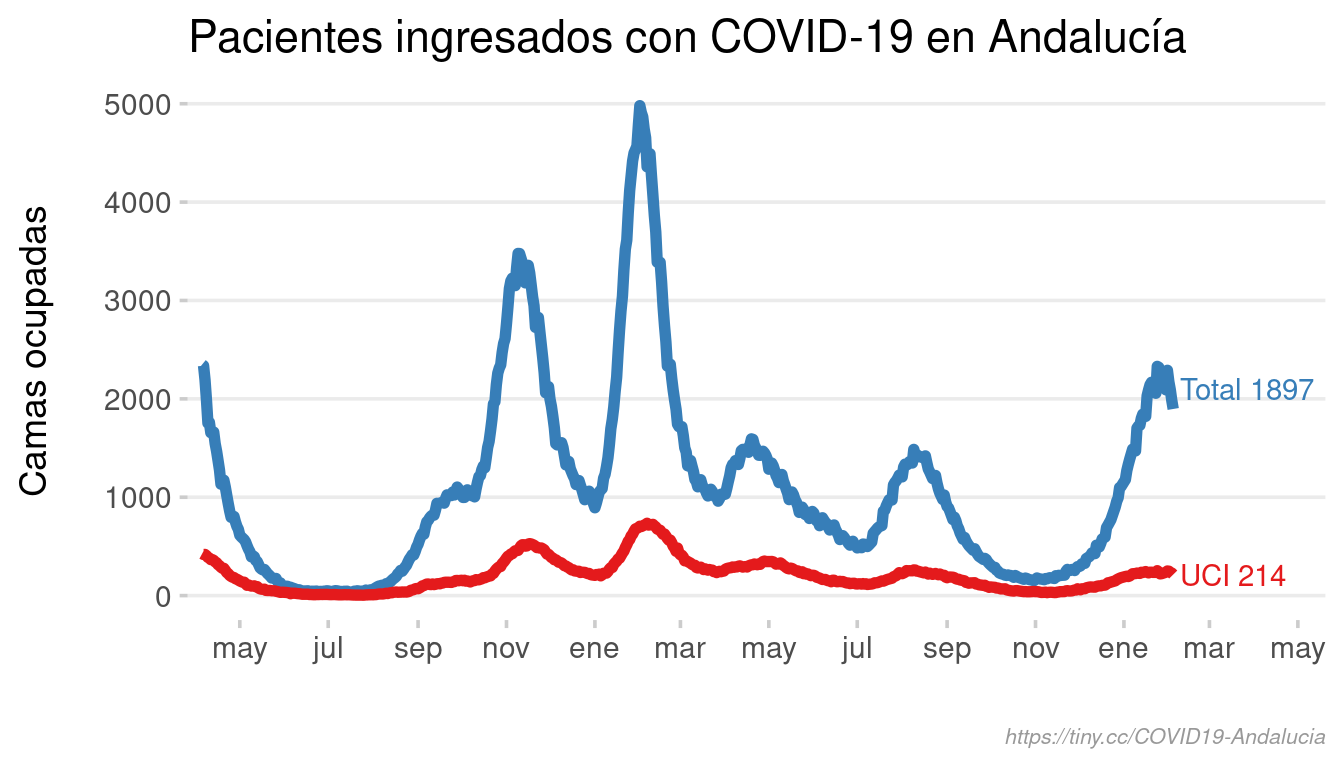 Pacientes ingresados con COVID-19 en Andalucía
Camas ocupadas
5000
4000
3000
2000
1000
0
Total 1897
UCI 214
may jul sep nov ene mar may jul sep nov ene mar may
https://tiny.cc/COVID19-Andalucia